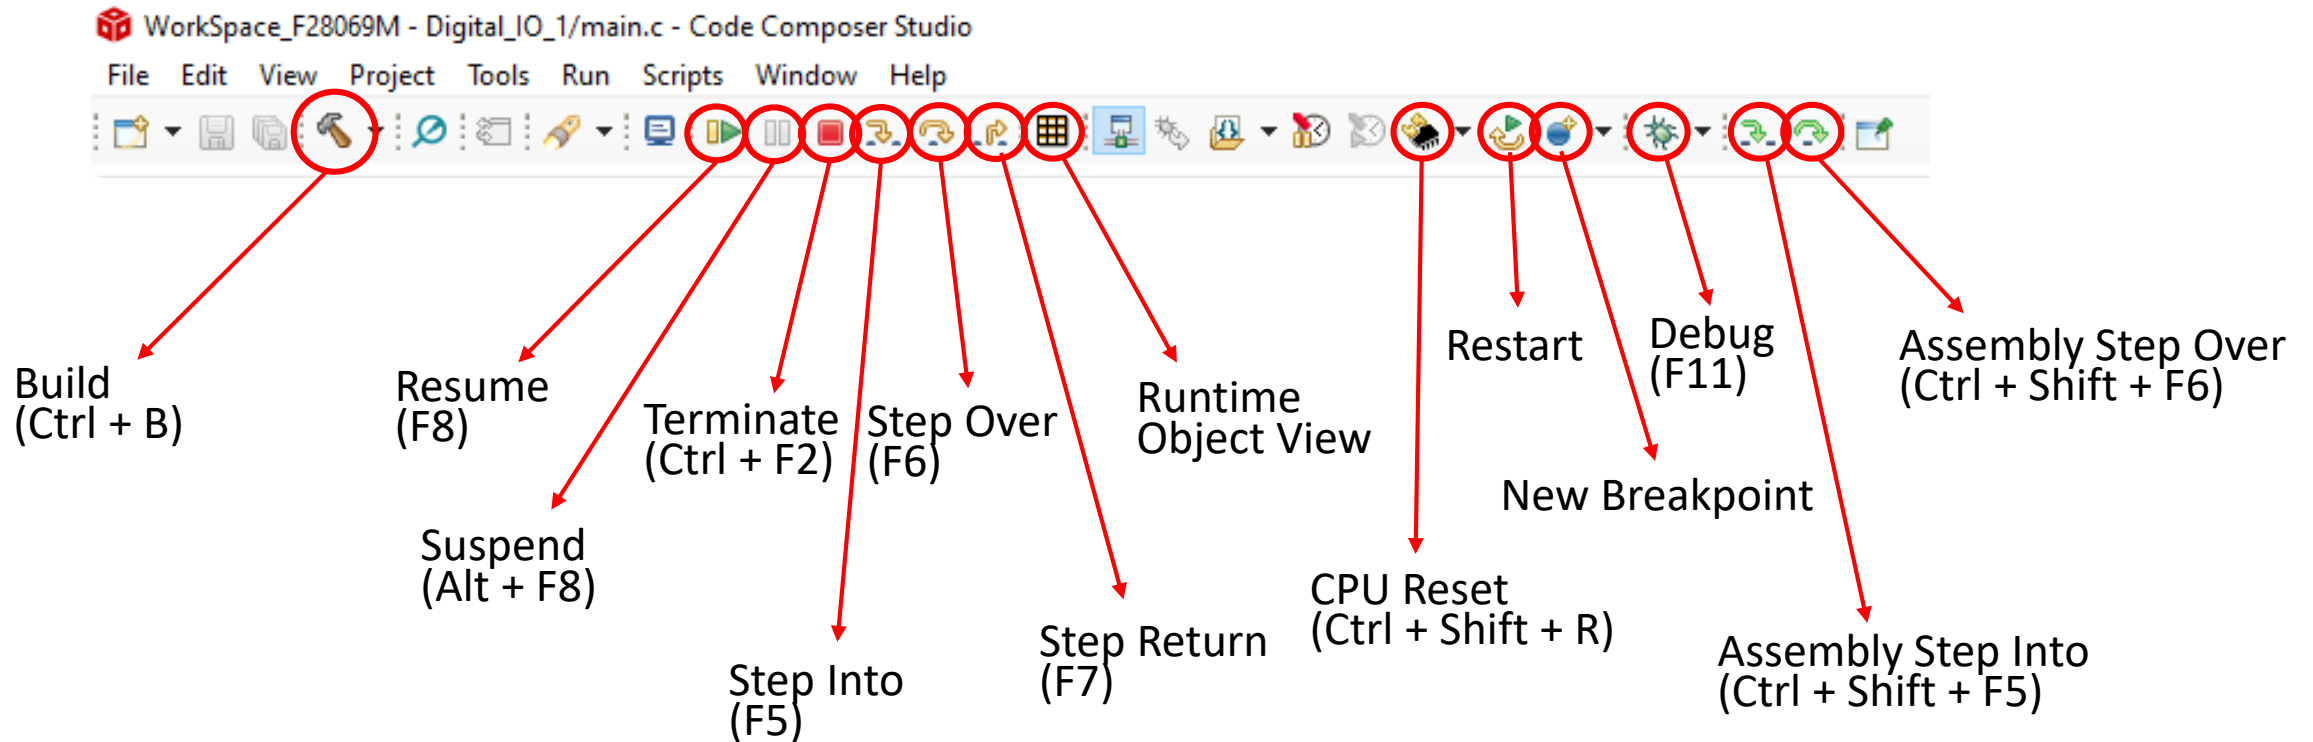 WorkSpace_F28069M - Digital_IO_1/main.c - Code Composer Studio
File Edit View Project Tools Run Scripts Window Help
Build
(Ctrl + B)
Resume
(F8)
Suspend
(Alt + F8)
Terminate
(Ctrl + F2)
Step Into
(F5)
Step Over
(F6)
Step Return
(F7)
Runtime
Object View
CPU Reset
(Ctrl + Shift + R)
Restart
New Breakpoint
Debug
(F11)
Assembly Step Into
(Ctrl + Shift + F5)
Assembly Step Over
(Ctrl + Shift + F6)